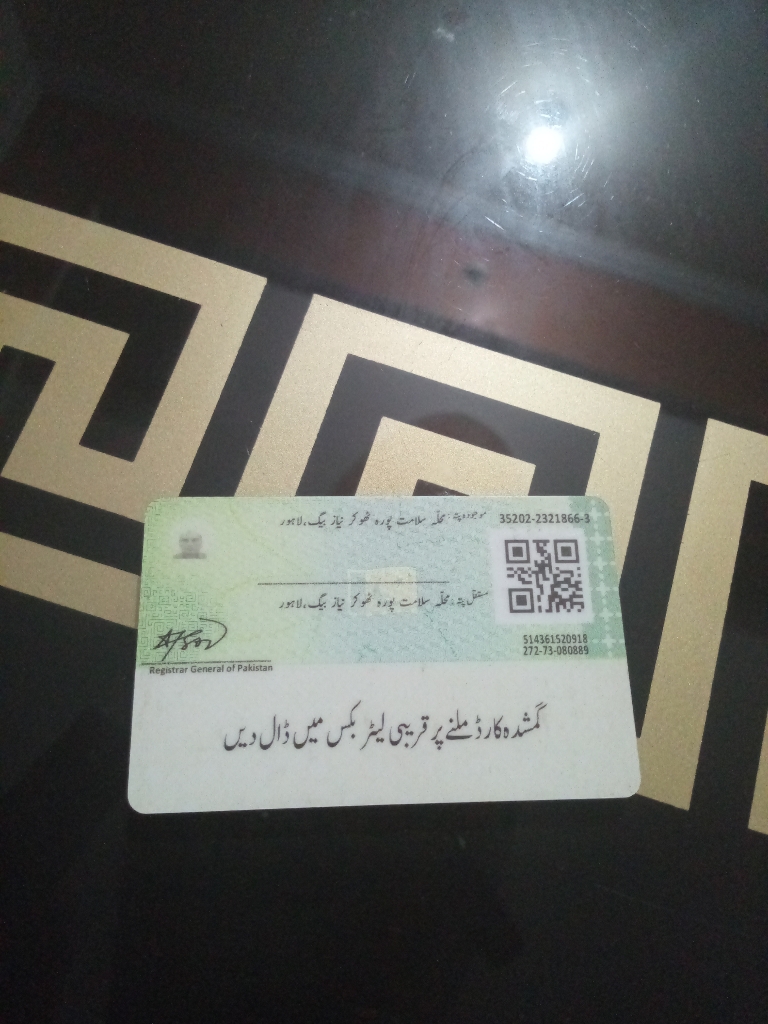 35202-2321866-3
موجودہ پتہ: محلہ سلامت پورہ ٹھوکر نیاز بیگ، لاہور
مستقل پتہ: محلہ سلامت پورہ ٹھوکر نیاز بیگ، لاہور
514361520918
272-73-080889
Registrar General of Pakistan
گمشدہ کارڈ ملنے پر قریبی لیٹر بکس میں ڈال دیں